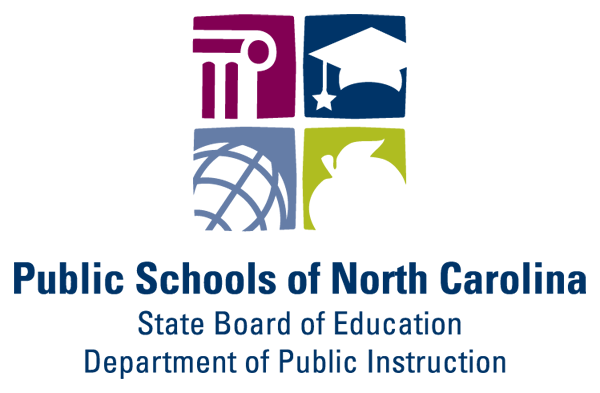 Public Schools of North Carolina
State Board of Education
Department of Public Instruction